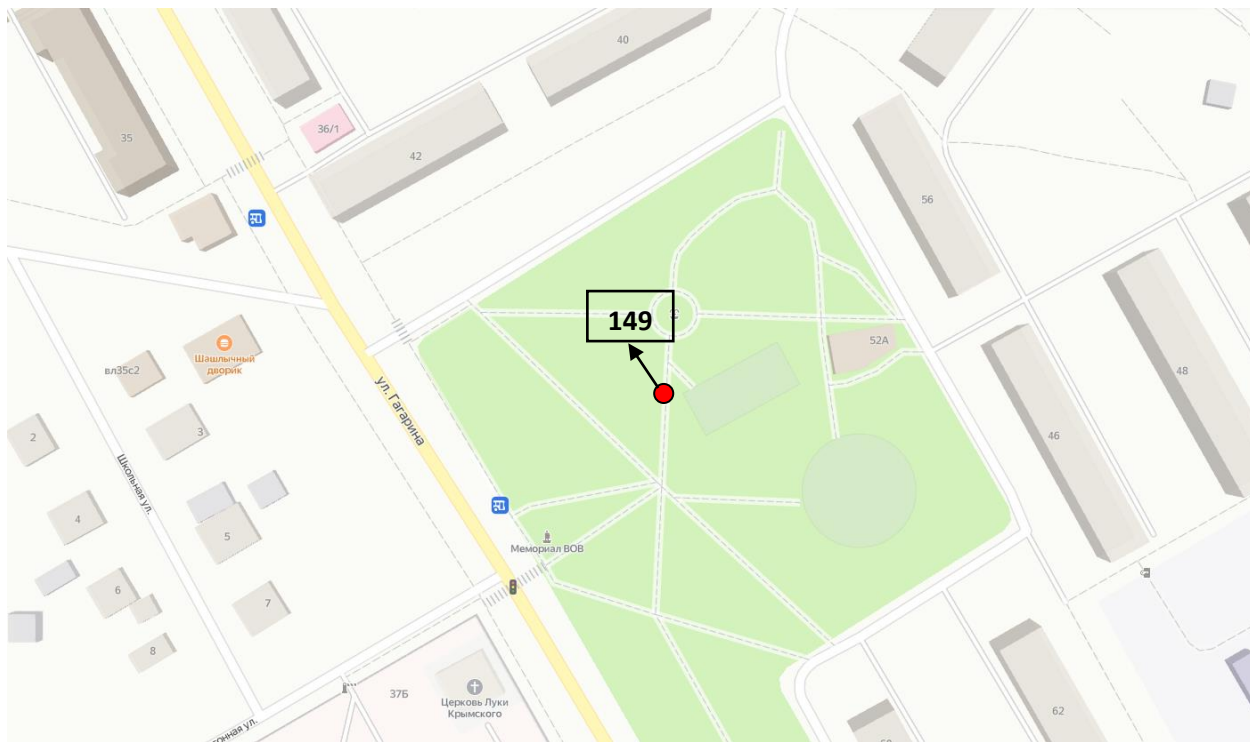 40
35
36/1
42
56
149
52А
Шашлычный
дворик
вл35с2
48
ул. Гагарина
46
2
3
Школьная ул.
4
5
Мемориал ВОВ
6
7
8
37Б
Церковь Луки
Крымского
62